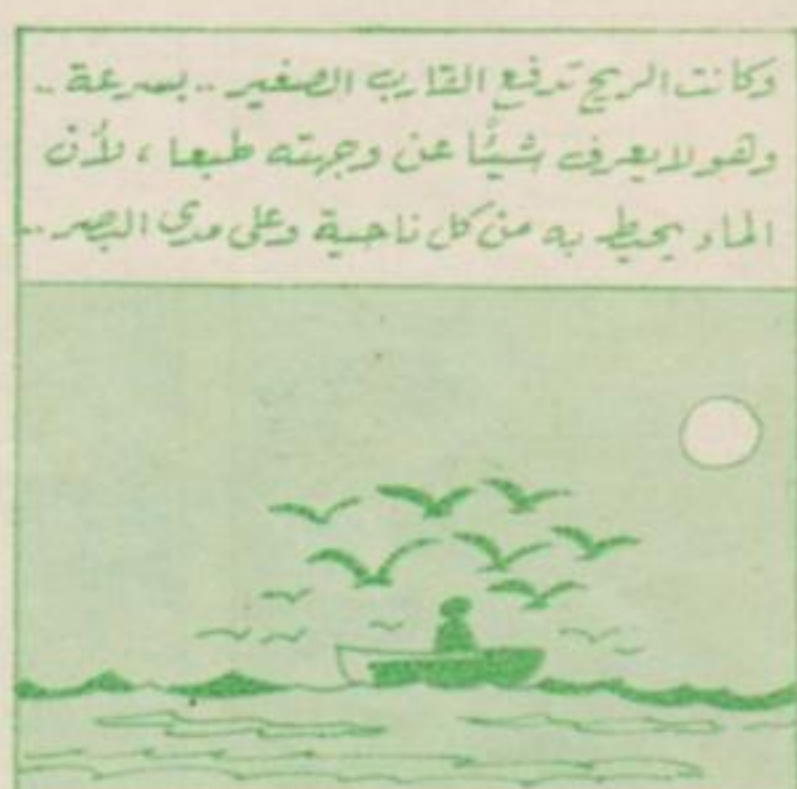 وكانت الريح تدفع القارب الصغير .. بسرعة ..
وهو لا يعرف شيئًا عن وجهته طبعا ، لأن
الماء يحيط به من كل ناحية وعلى مدى البصر ..